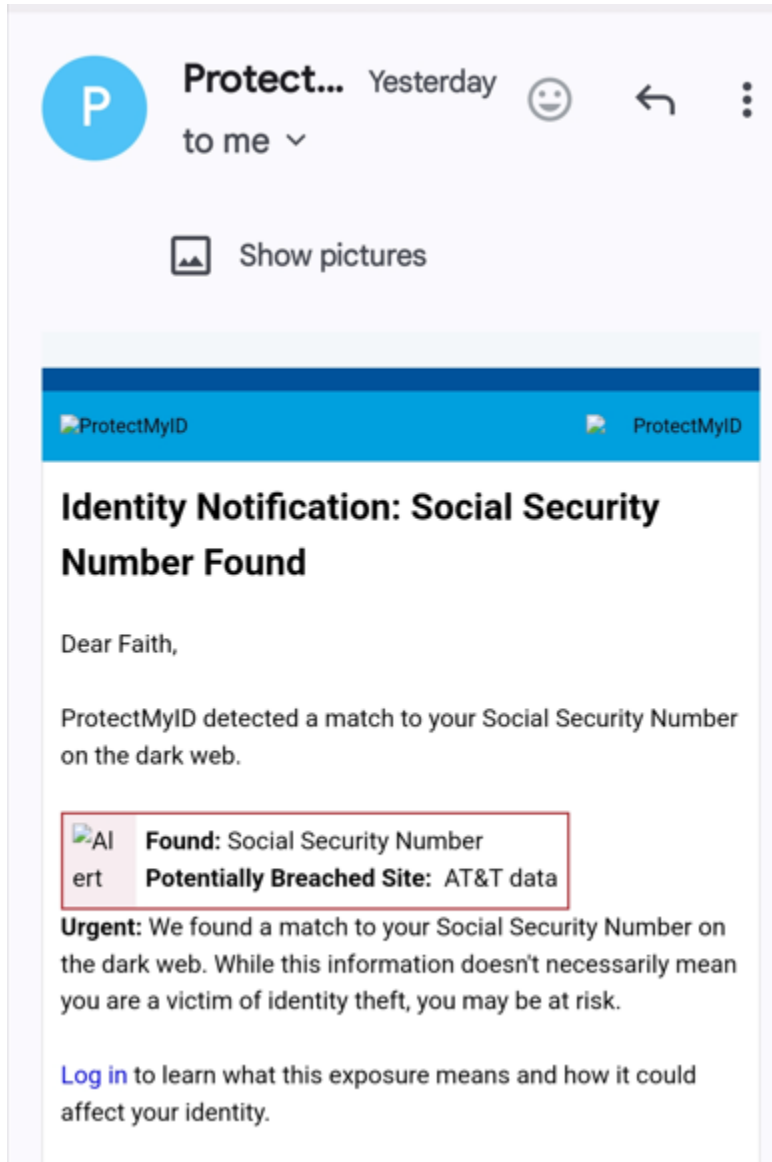 P
Protect... Yesterday
to me
Show pictures
ProtectMyID ProtectMyID
Identity Notification: Social Security
Number Found
Dear Faith,
ProtectMyID detected a match to your Social Security Number
on the dark web.
Al Found: Social Security Number
ert Potentially Breached Site: AT&T data
Urgent: We found a match to your Social Security Number on
the dark web. While this information doesn't necessarily mean
you are a victim of identity theft, you may be at risk.
Log in to learn what this exposure means and how it could
affect your identity.